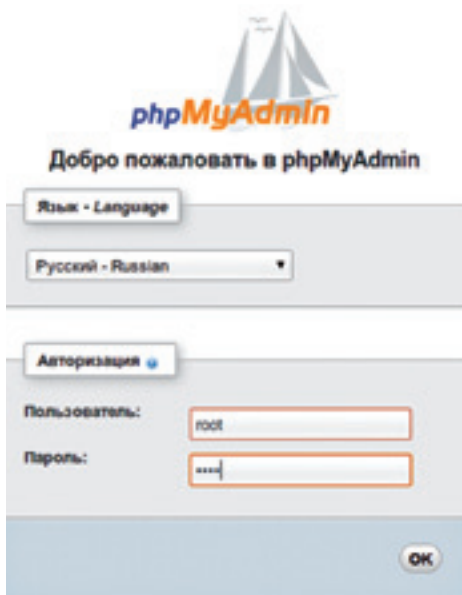 phpMyAdmin
Добро пожаловать в phpMyAdmin
Язык - Language
Русский - Russian
Авторизация
Пользователь:
root
Пароль:
••••
OK